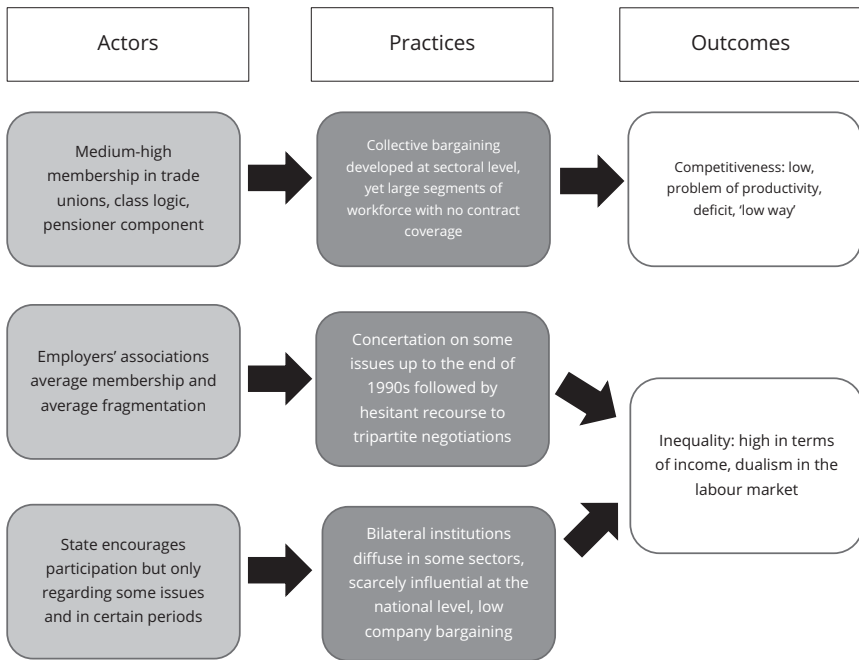 Actors
Practices
Outcomes
Medium-high
membership in trade
unions, class logic,
pensioner component
Collective bargaining
developed at sectoral level,
yet large segments of
workforce with no contract
coverage
Competitiveness: low,
problem of productivity,
deficit, ‘low way’
Employers’ associations
average membership and
average fragmentation
Concertation on some
issues up to the end of
1990s followed by
hesitant recourse to
tripartite negotiations
Inequality: high in terms
of income, dualism in the
labour market
State encourages
participation but only
regarding some issues
and in certain periods
Bilateral institutions
diffuse in some sectors,
scarcely influential at the
national level, low
company bargaining